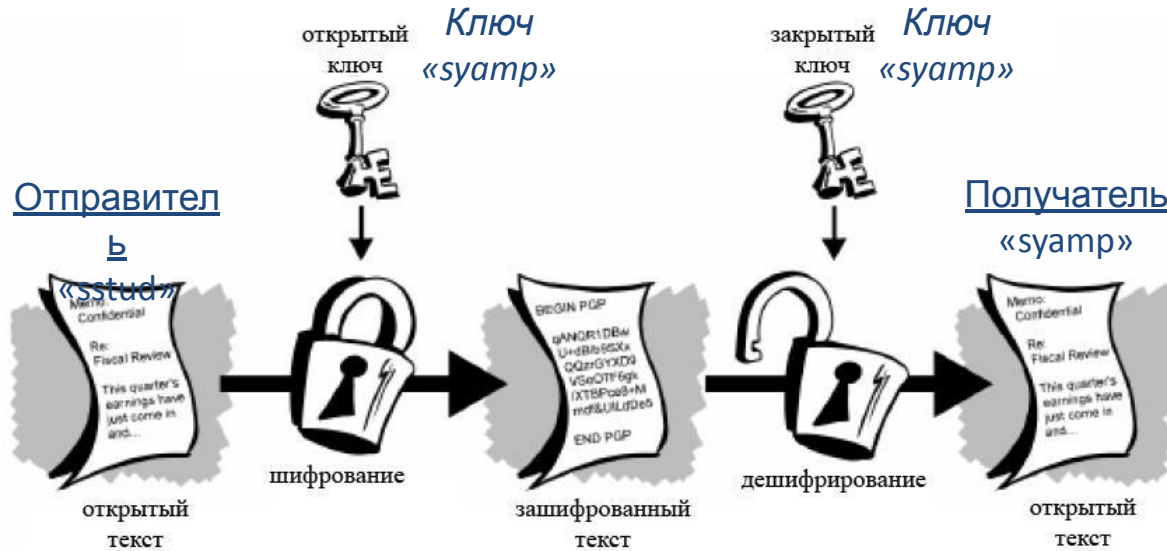 открытый
ключ
Ключ
«syamp»
закрытый
ключ
Ключ
«syamp»
Отправител
ь
«sstud»
Получатель
«syamp»
Memo:
Confidential
Re:
Fiscal Review
This quarter's
earnings have
just come in
and...
BEGIN PGP
END PGP
Memo:
Confidential
Re:
Fiscal Review
This quarter's
earnings have
just come in
and...
шифрование
дешифрирование
открытый
текст
зашифрованный
текст
открытый
текст